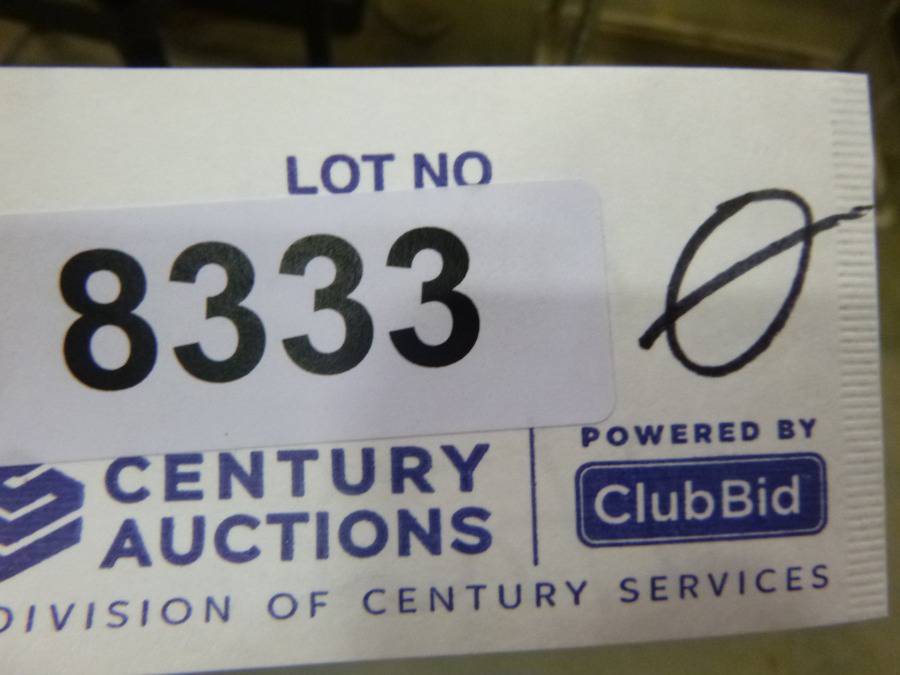 LOT NO
8333
Ø
CENTURY
AUCTIONS
POWERED BY
ClubBid
DIVISION OF CENTURY SERVICES